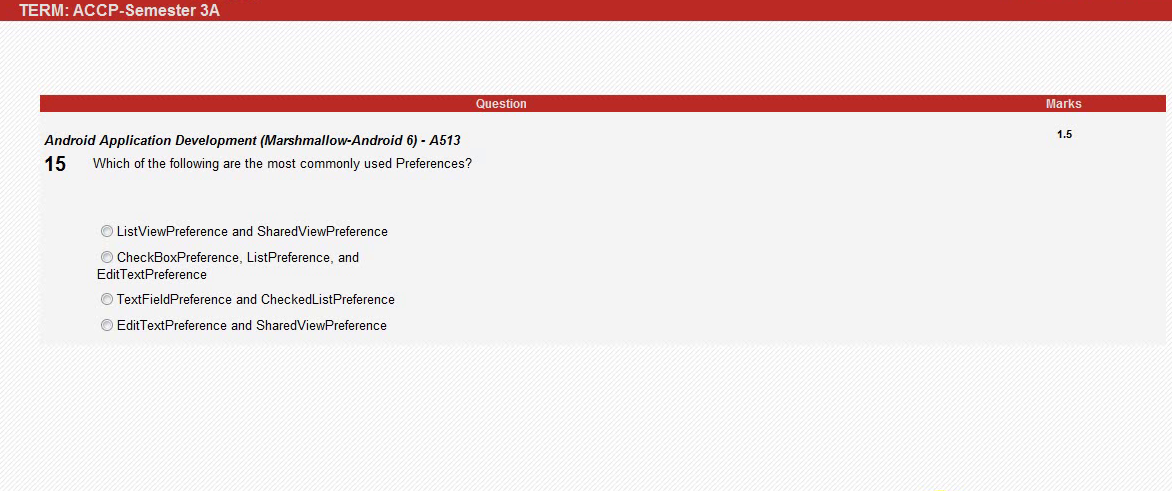 TERM: ACCP-Semester 3A
Question Marks
Android Application Development (Marshmallow-Android 6) - A513 1.5
15 Which of the following are the most commonly used Preferences?
ListViewPreference and SharedViewPreference
CheckBoxPreference, ListPreference, and
EditTextPreference
TextFieldPreference and CheckedListPreference
EditTextPreference and SharedViewPreference